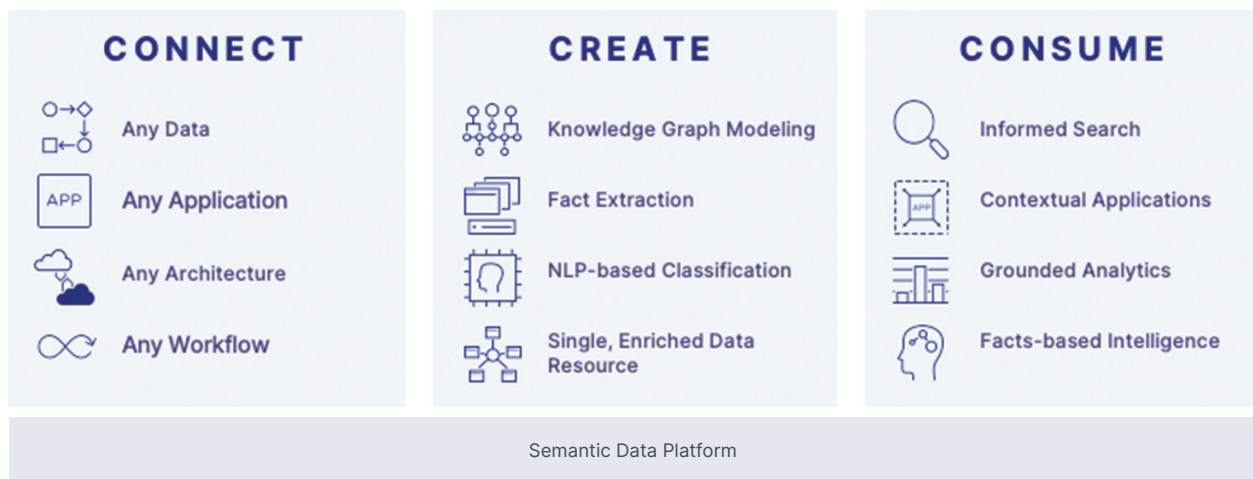 CONNECT
Any Data
APP
Any Application
Any Architecture
Any Workflow
CREATE
Knowledge Graph Modeling
Fact Extraction
NLP-based Classification
Single, Enriched Data
Resource
CONSUME
Informed Search
APP
Contextual Applications
Grounded Analytics
Facts-based Intelligence
Semantic Data Platform